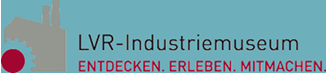 LVR-Industriemuseum
ENTDECKEN. ERLEBEN. MITMACHEN.